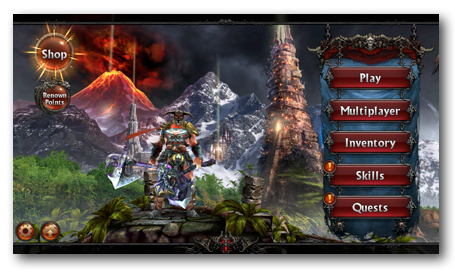 Shop
Renown
Points
Play
Multiplayer
Inventory
Skills
Quests